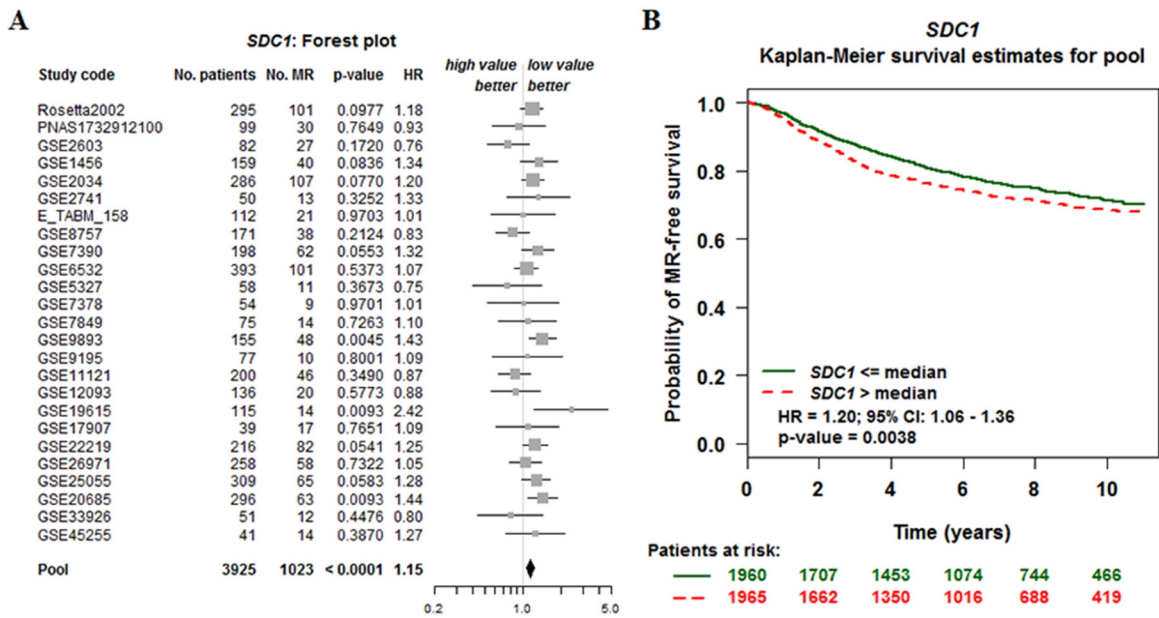 A
SDC1: Forest plot
high value better
low value better
Study code No. patients No. MR p-value HR
Rosetta2002 295 101 0.0977 1.18
PNAS1732912100 99 30 0.7649 0.93
GSE2603 82 27 0.1720 0.76
GSE1456 159 40 0.0836 1.34
GSE2034 286 107 0.0770 1.20
GSE2741 50 13 0.3252 1.33
E_TABM_158 112 21 0.9703 1.01
GSE8757 171 38 0.2124 0.83
GSE7390 198 62 0.0553 1.32
GSE6532 393 101 0.5373 1.07
GSE5327 58 11 0.3673 0.75
GSE7378 54 9 0.9701 1.01
GSE7849 75 14 0.7263 1.10
GSE9893 155 48 0.0045 1.43
GSE9195 77 10 0.8001 1.09
GSE11121 200 46 0.3490 0.87
GSE12093 136 20 0.5773 0.88
GSE19615 115 14 0.0093 2.42
GSE17907 39 17 0.7651 1.09
GSE22219 216 82 0.0541 1.25
GSE26971 258 58 0.7322 1.05
GSE25055 309 65 0.0583 1.28
GSE20685 296 63 0.0093 1.44
GSE33926 51 12 0.4476 0.80
GSE45255 41 14 0.3870 1.27
Pool 3925 1023 < 0.0001 1.15
0.2 1.0 5.0
B
SDC1
Kaplan-Meier survival estimates for pool
Probability of MR-free survival
1.0
0.8
0.6
0.4
0.2
0.0
SDC1 <= median
SDC1 > median
HR = 1.20; 95% CI: 1.06 - 1.36
p-value = 0.0038
0 2 4 6 8 10
Time (years)
Patients at risk:
1960 1707 1453 1074 744 466
1965 1662 1350 1016 688 419